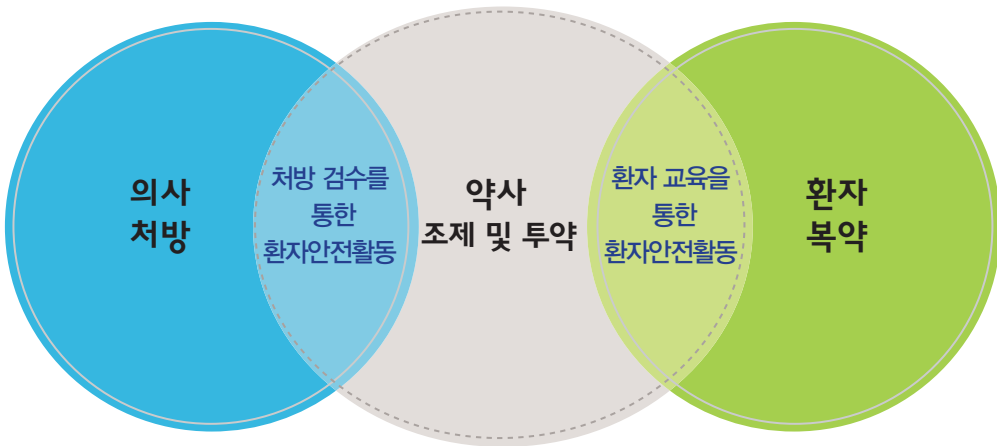 의사
처방
처방 검수를
통한
환자안전활동
약사
조제 및 투약
환자 교육을
통한
환자안전활동
환자
복약